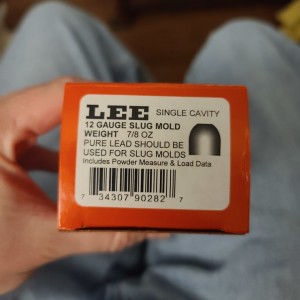 LEE SINGLE CAVITY
12 GAUGE SLUG MOLD
WEIGHT 7/8 OZ
PURE LEAD SHOULD BE
USED FOR SLUG MOLDS
Includes Powder Measure & Load Data
7 34307 90282 7